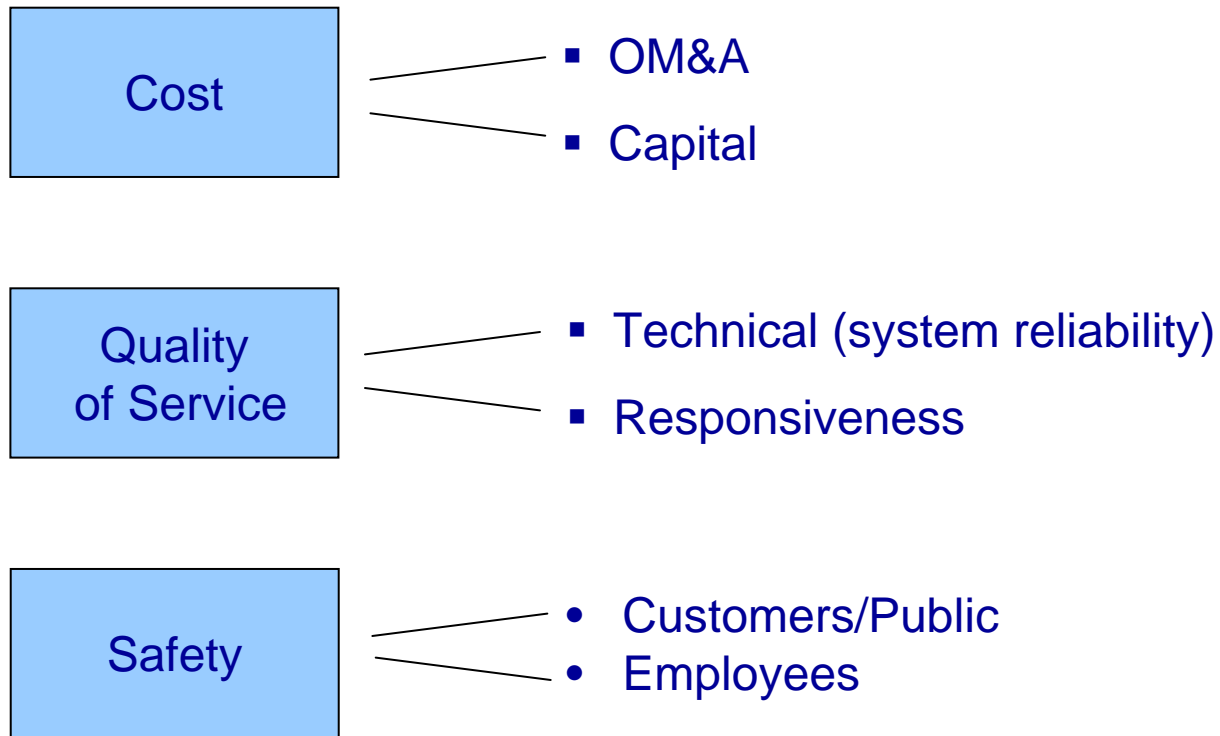 Cost
▪ OM&A
▪ Capital
Quality
of Service
▪ Technical (system reliability)
▪ Responsiveness
Safety
• Customers/Public
• Employees